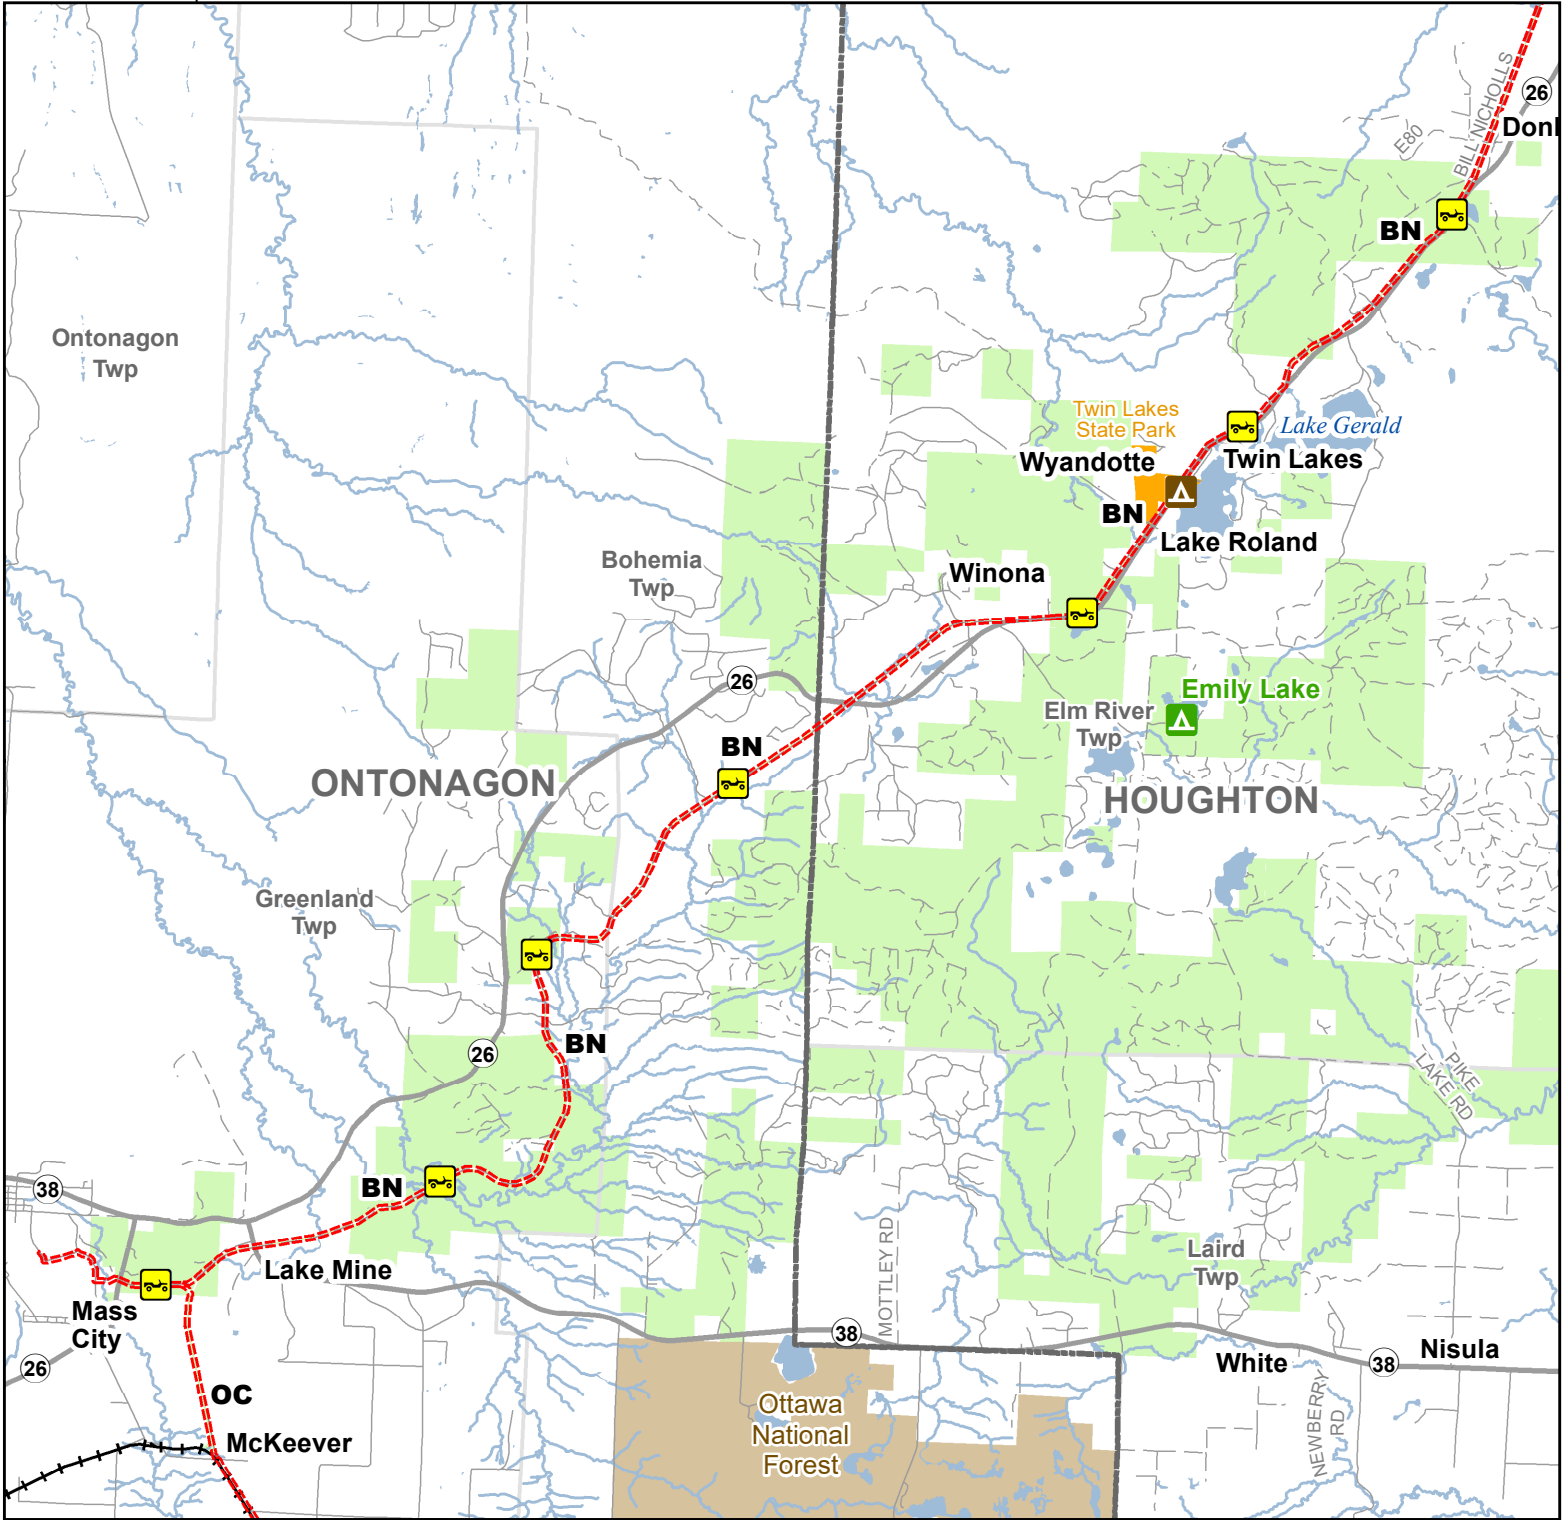 26
Donl
BILL NICHOLLS
E80
BN
Ontonagon
Twp
Twin Lakes
State Park
Lake Gerald
Wyandotte
Twin Lakes
BN
Lake Roland
Bohemia
Twp
Winona
26
Emily Lake
Elm River
Twp
BN
ONTONAGON
HOUGHTON
Greenland
Twp
26
BN
PIKE
LAKE RD
BN
38
MOTTLEY RD
Laird
Twp
Lake Mine
Mass
City
38
26
White
38
Nisula
OC
Ottawa
National
Forest
NEWBERRY
RD
McKeever